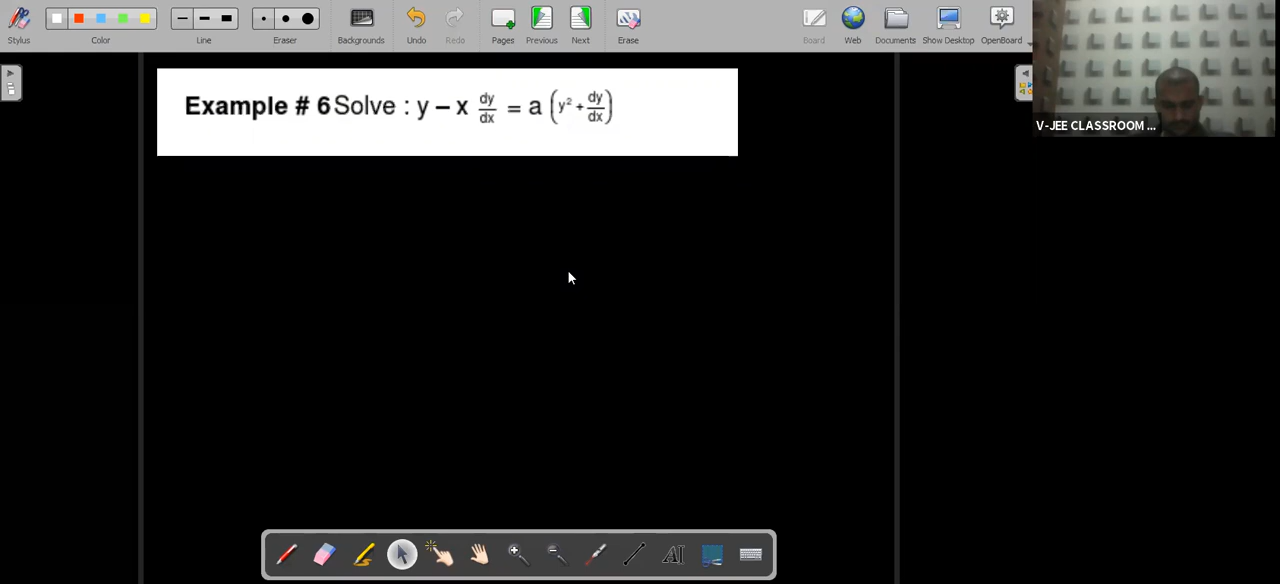 Stylus Color Line Eraser Backgrounds Undo Redo Pages Previous Next Erase Board Web Documents Show Desktop OpenBoard
Example # 6 Solve : y – x dy/dx = a (y² + dy/dx)
V-JEE CLASSROOM ...
AI